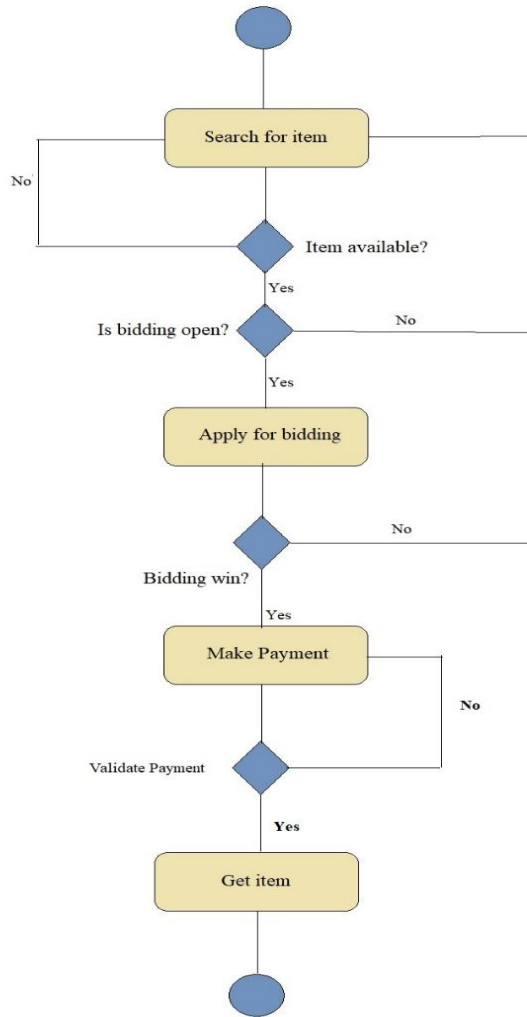 Search for item
No
Item available?
Yes
Is bidding open?
No
Yes
Apply for bidding
No
Bidding win?
Yes
Make Payment
No
Validate Payment
Yes
Get item